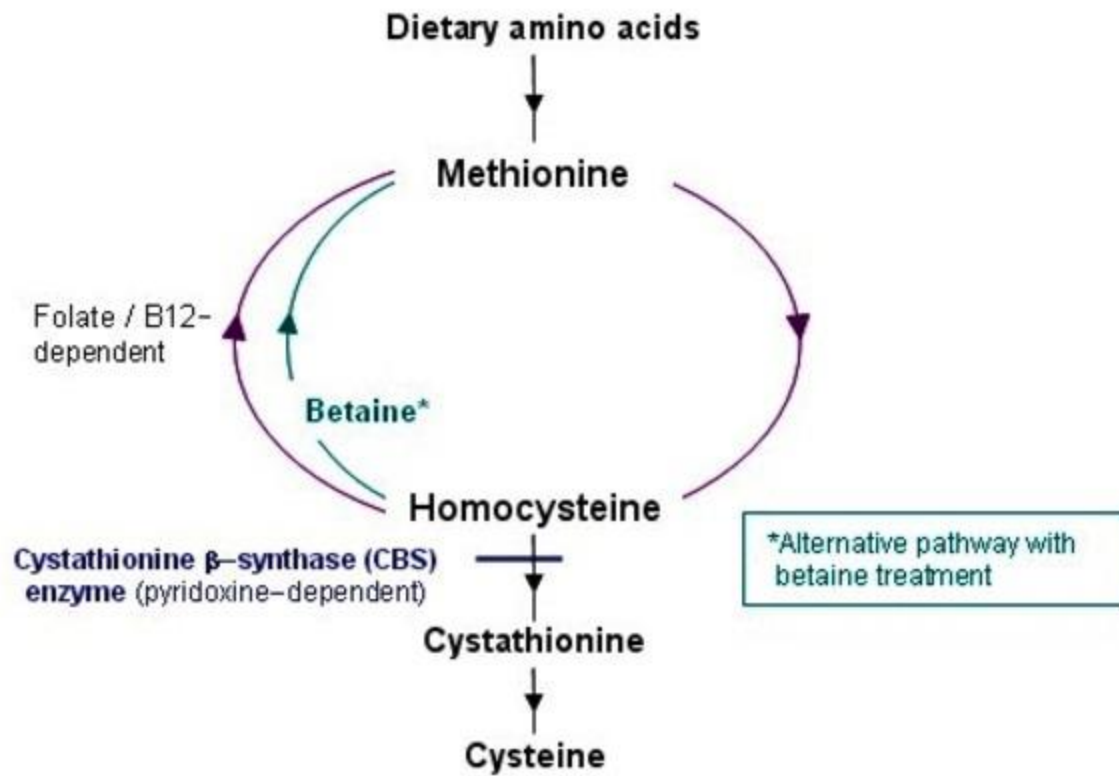 Dietary amino acids
Methionine
Folate / B12–
dependent
Betaine*
Homocysteine
Cystathionine β–synthase (CBS)
enzyme (pyridoxine–dependent)
*Alternative pathway with
betaine treatment
Cystathionine
Cysteine